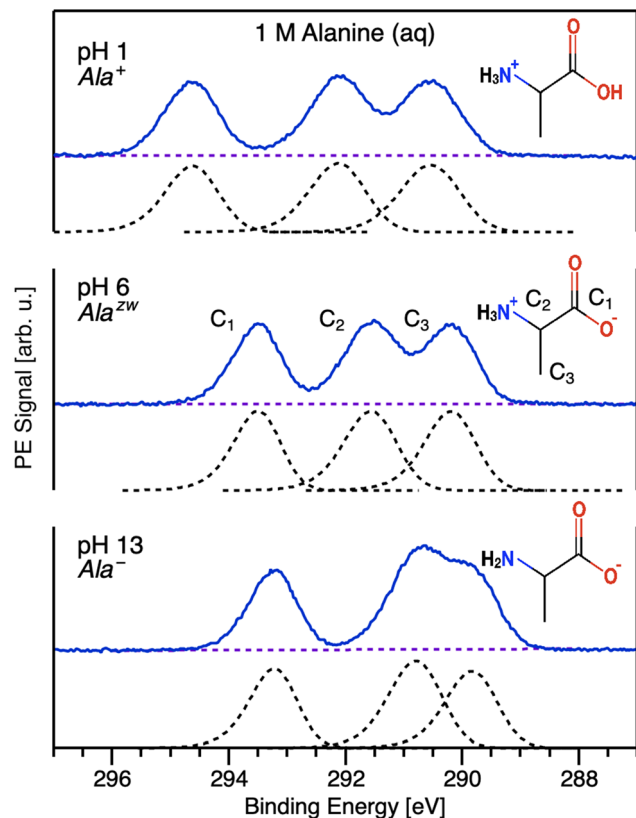 1 M Alanine (aq)
pH 1
Ala⁺
O
H₃N⁺
OH
pH 6
Alaᶻʷ
C₁
C₂
C₃
O
H₃N⁺
C₂
C₁
O⁻
C₃
pH 13
Ala⁻
O
H₂N
O⁻
PE Signal [arb. u.]
296
294
292
290
288
Binding Energy [eV]